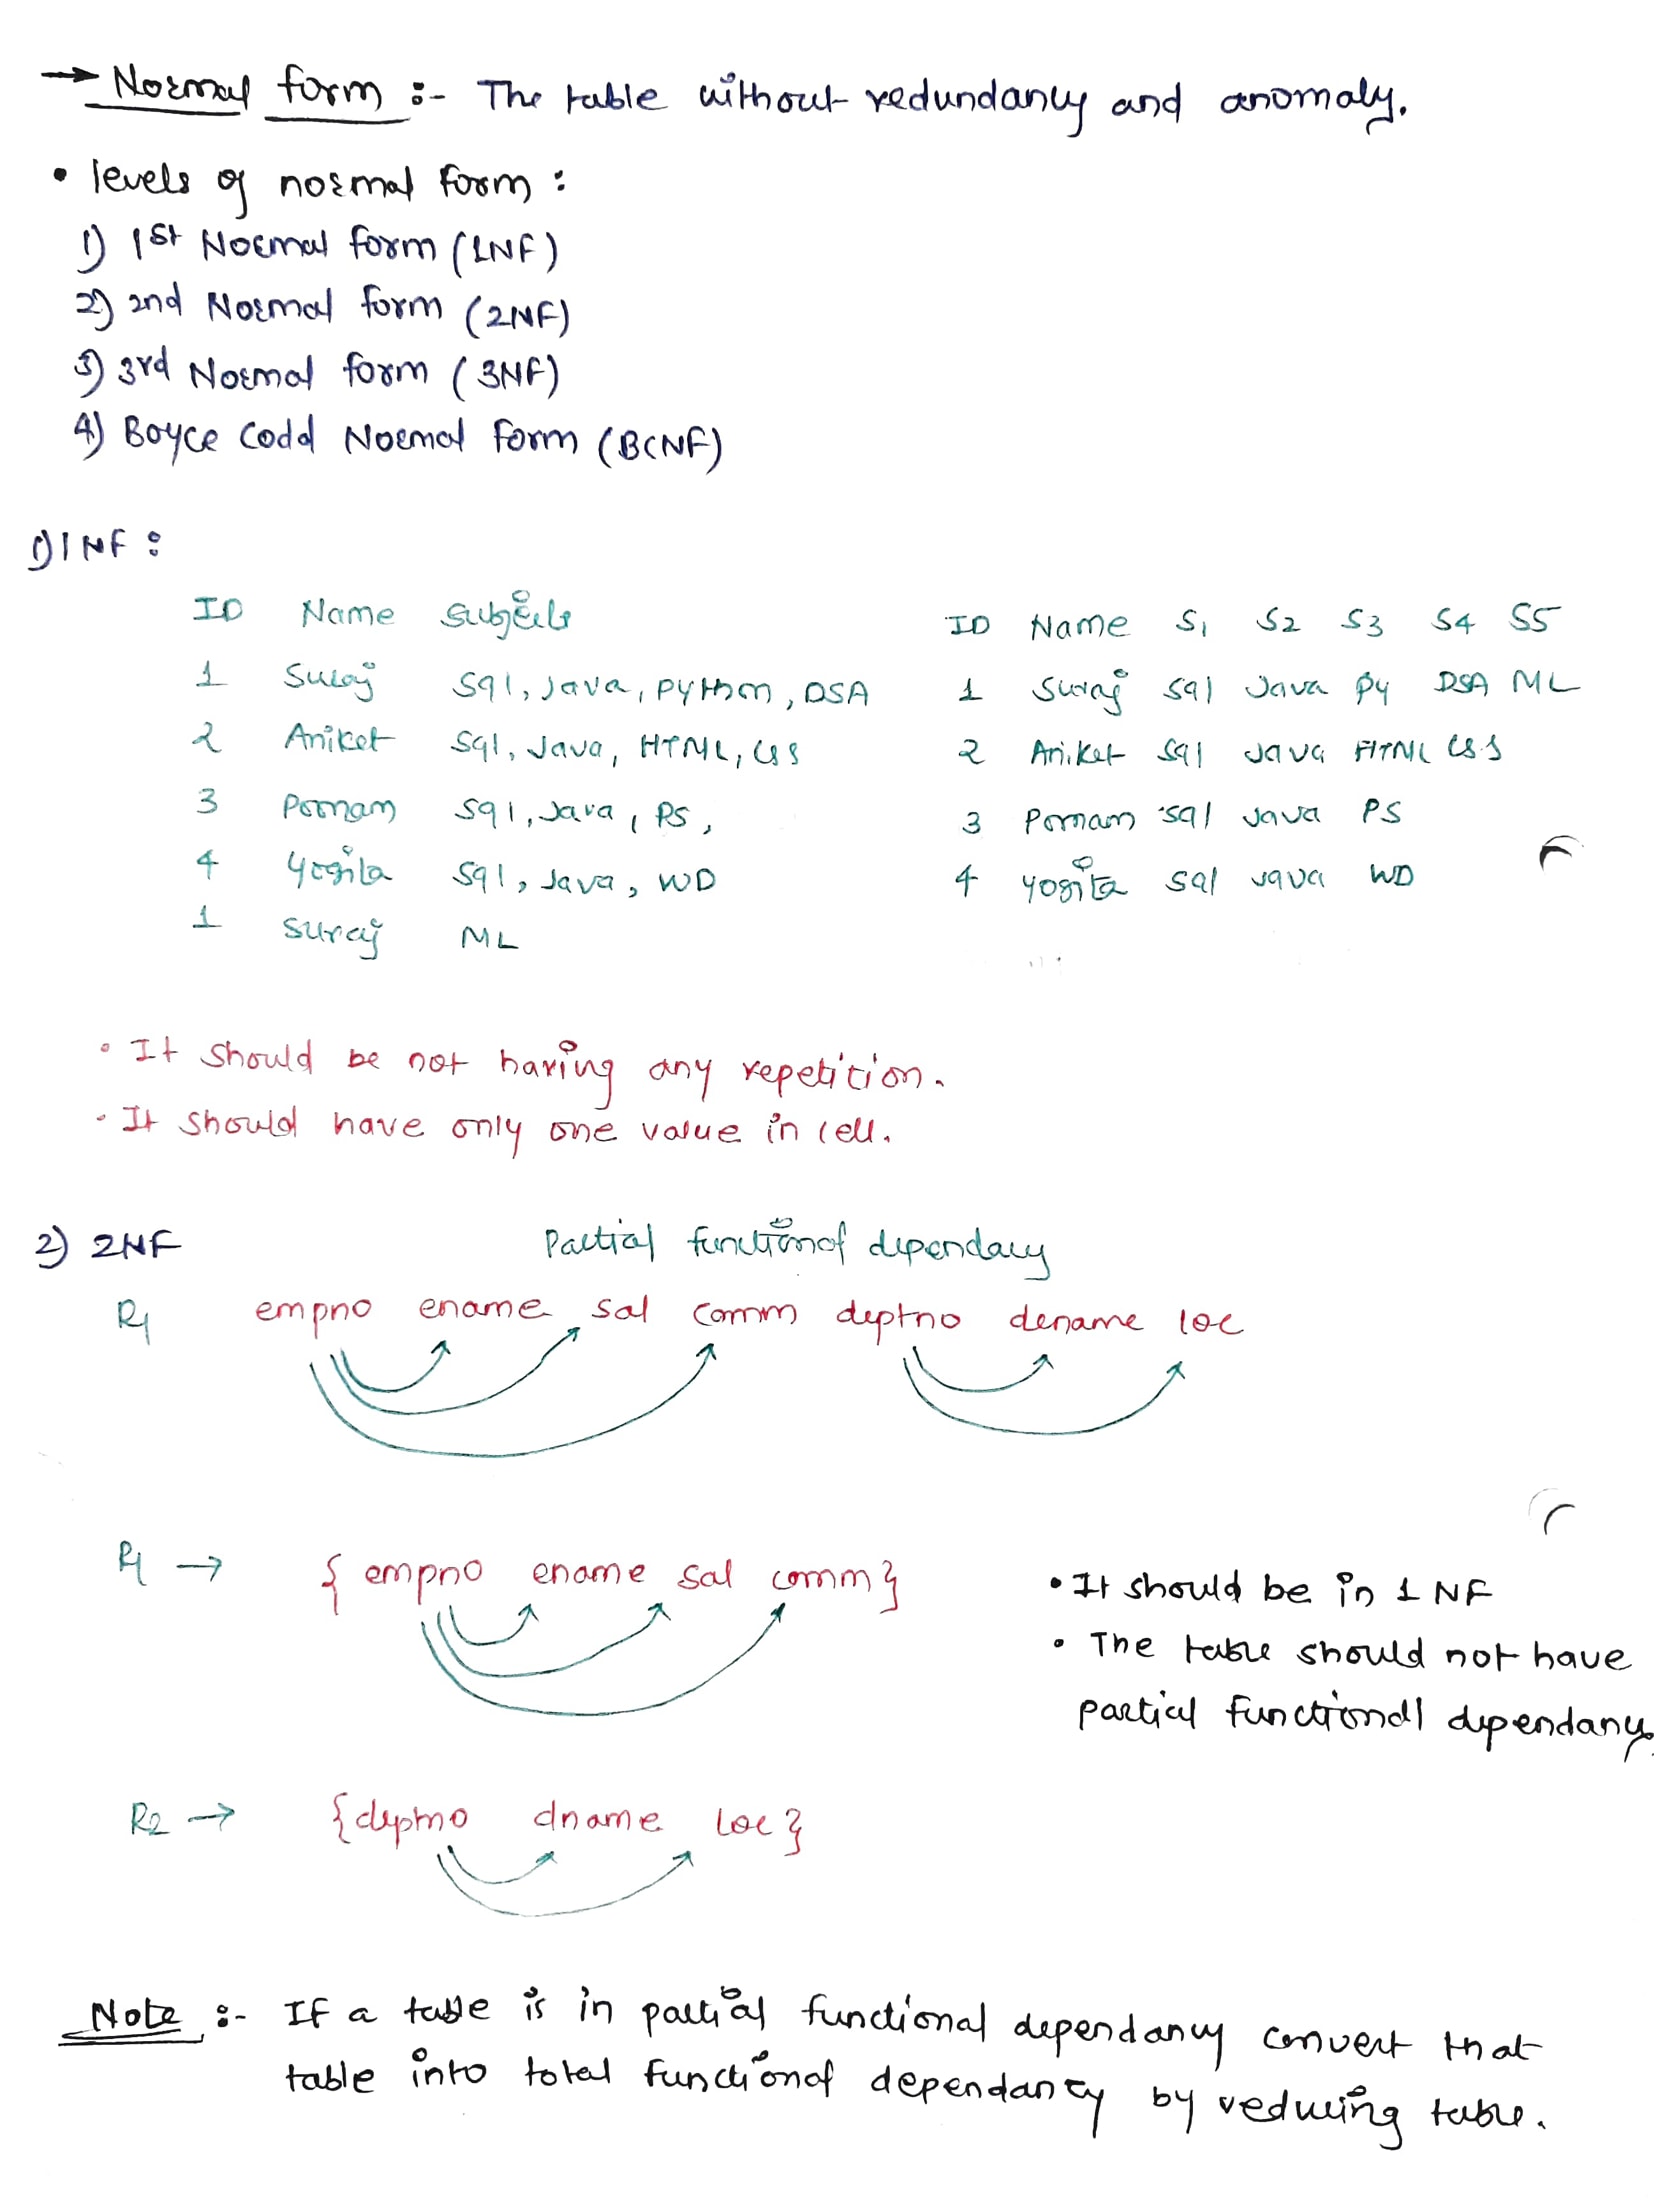 → Normal form :- The table without redundancy and anomaly.
• levels of normal form :
1) 1st Normal form (1NF)
2) 2nd Normal form (2NF)
3) 3rd Normal form (3NF)
4) Boyce Codd Normal form (BCNF)
1) 1NF :
ID Name Subjects
1 Suraj Sql, Java, Python, DSA
2 Aniket Sql, Java, HTML, CSS
3 Poonam Sql, Java, PS,
4 Yogita Sql, Java, WD
1 Suraj ML
ID Name S1 S2 S3 S4 S5
1 Suraj Sql Java Py DSA ML
2 Aniket Sql Java HTML CSS
3 Poonam Sql Java PS
4 Yogita Sql Java WD
• It should be not having any repetition.
• It should have only one value in cell.
2) 2NF Partial functional dependancy
R1 empno ename sal comm deptno dename loc
R1 → { empno ename sal comm }
• It should be in 1 NF
• The table should not have
partial functional dependancy.
R2 → { deptno dname loc }
Note :- If a table is in partial functional dependancy convert that
table into total functional dependancy by reducing table.